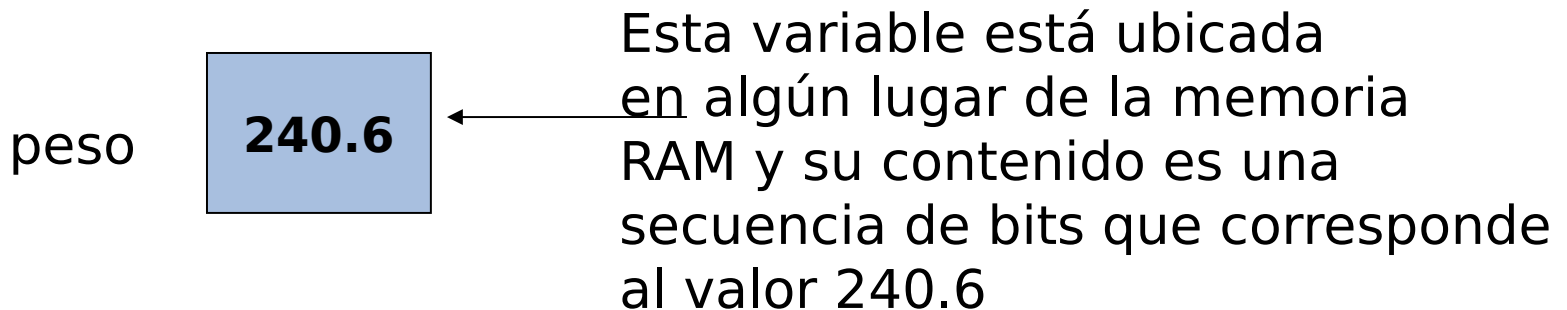 peso
240.6
Esta variable está ubicada
en algún lugar de la memoria
RAM y su contenido es una
secuencia de bits que corresponde
al valor 240.6